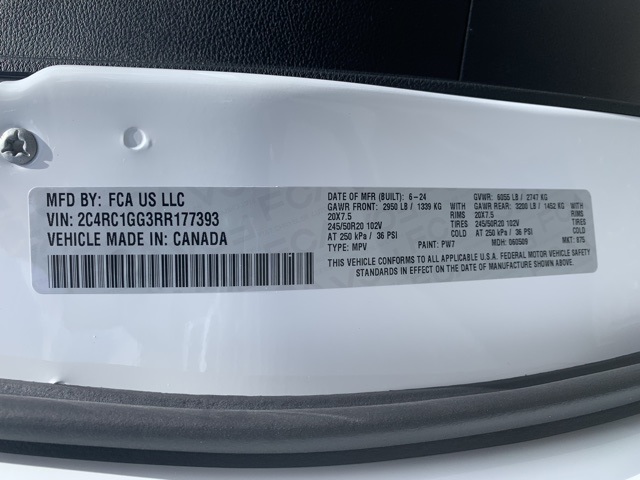 MFD BY: FCA US LLC
VIN: 2C4RC1GG3RR177393
VEHICLE MADE IN: CANADA
DATE OF MFR (BUILT): 6-24 GVWR: 6055 LB / 2747 KG
GAWR FRONT: 2950 LB / 1339 KG WITH GAWR REAR: 3200 LB / 1452 KG WITH
20X7.5 RIMS 20X7.5 RIMS
245/50R20 102V TIRES 245/50R20 102V TIRES
AT 250 kPa / 36 PSI COLD AT 250 kPa / 36 PSI COLD
TYPE: MPV PAINT: PW7 MDH: 060509 MKT: 875
THIS VEHICLE CONFORMS TO ALL APPLICABLE U.S.A. FEDERAL MOTOR VEHICLE SAFETY
STANDARDS IN EFFECT ON THE DATE OF MANUFACTURE SHOWN ABOVE.